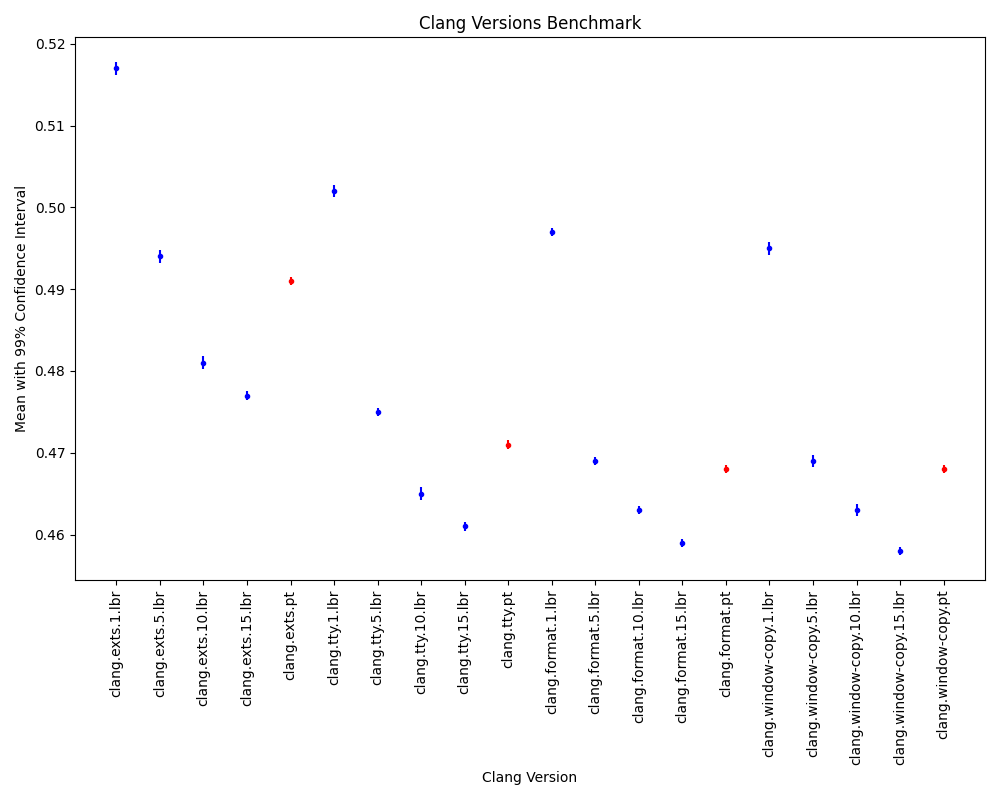 Clang Versions Benchmark
Mean with 99% Confidence Interval
0.52
0.51
0.50
0.49
0.48
0.47
0.46
clang.exts.1.lbr
clang.exts.5.lbr
clang.exts.10.lbr
clang.exts.15.lbr
clang.exts.pt
clang.tty.1.lbr
clang.tty.5.lbr
clang.tty.10.lbr
clang.tty.15.lbr
clang.tty.pt
clang.format.1.lbr
clang.format.5.lbr
clang.format.10.lbr
clang.format.15.lbr
clang.format.pt
clang.window-copy.1.lbr
clang.window-copy.5.lbr
clang.window-copy.10.lbr
clang.window-copy.15.lbr
clang.window-copy.pt
Clang Version